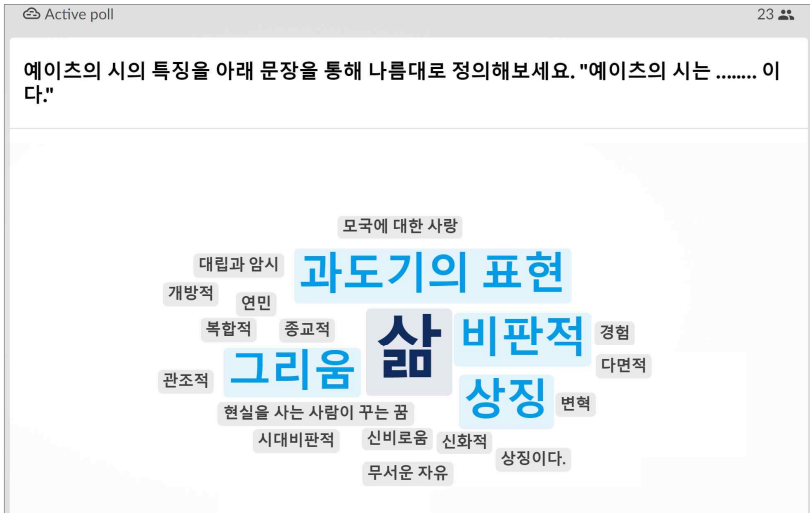 Active poll
23
예이츠의 시의 특징을 아래 문장을 통해 나름대로 정의해보세요. "예이츠의 시는 ........ 이
다."
모국에 대한 사랑
대립과 암시
과도기의 표현
개방적
연민
복합적
종교적
삶
비판적
경험
다면적
관조적
그리움
상징
변혁
현실을 사는 사람이 꾸는 꿈
시대비판적
신비로움
신화적
상징이다.
무서운 자유